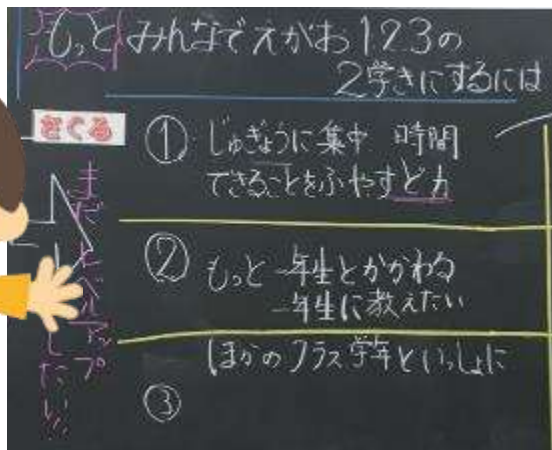 もっとみんなでえがお123の
2学きにするには
さぐる
① じゅぎょうに集中 時間
できることをふやす どカ
② もっと一年生とかかわる
一年生に教えたい
ほかのクラス学年といっしょに
③
まだレベルアップ
したい!!